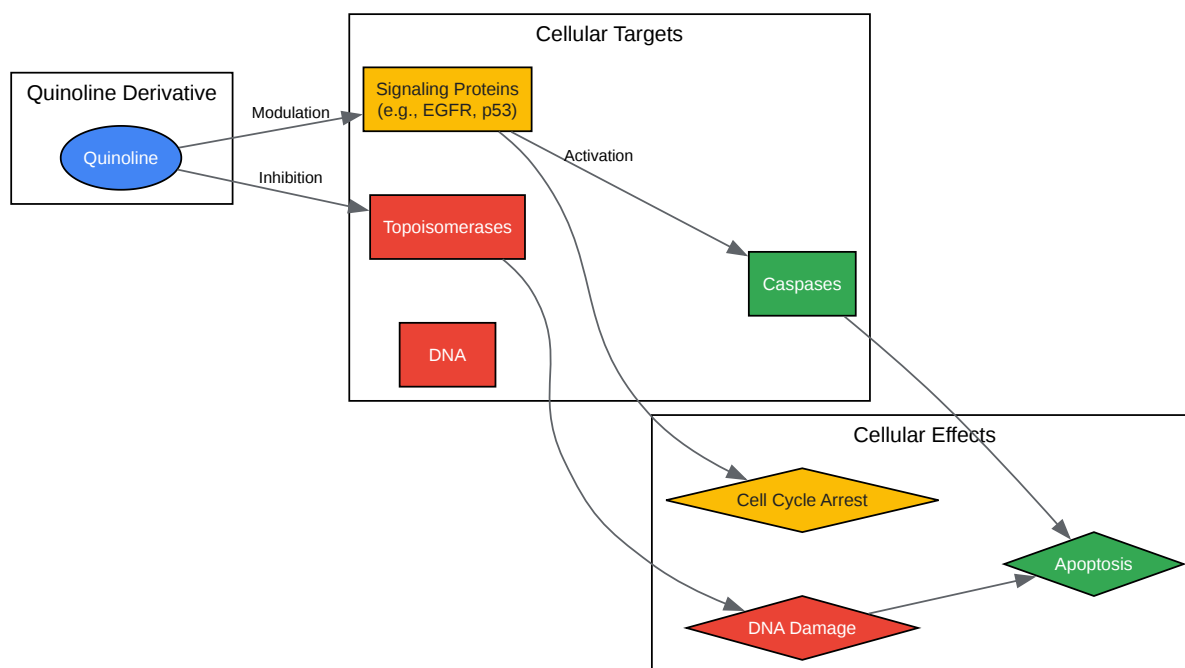 Cellular Targets
Quinoline Derivative
Signaling Proteins
(e.g., EGFR, p53)
Modulation
Quinoline
Activation
Inhibition
Topoisomerases
Caspases
DNA
Cellular Effects
Cell Cycle Arrest
Apoptosis
DNA Damage